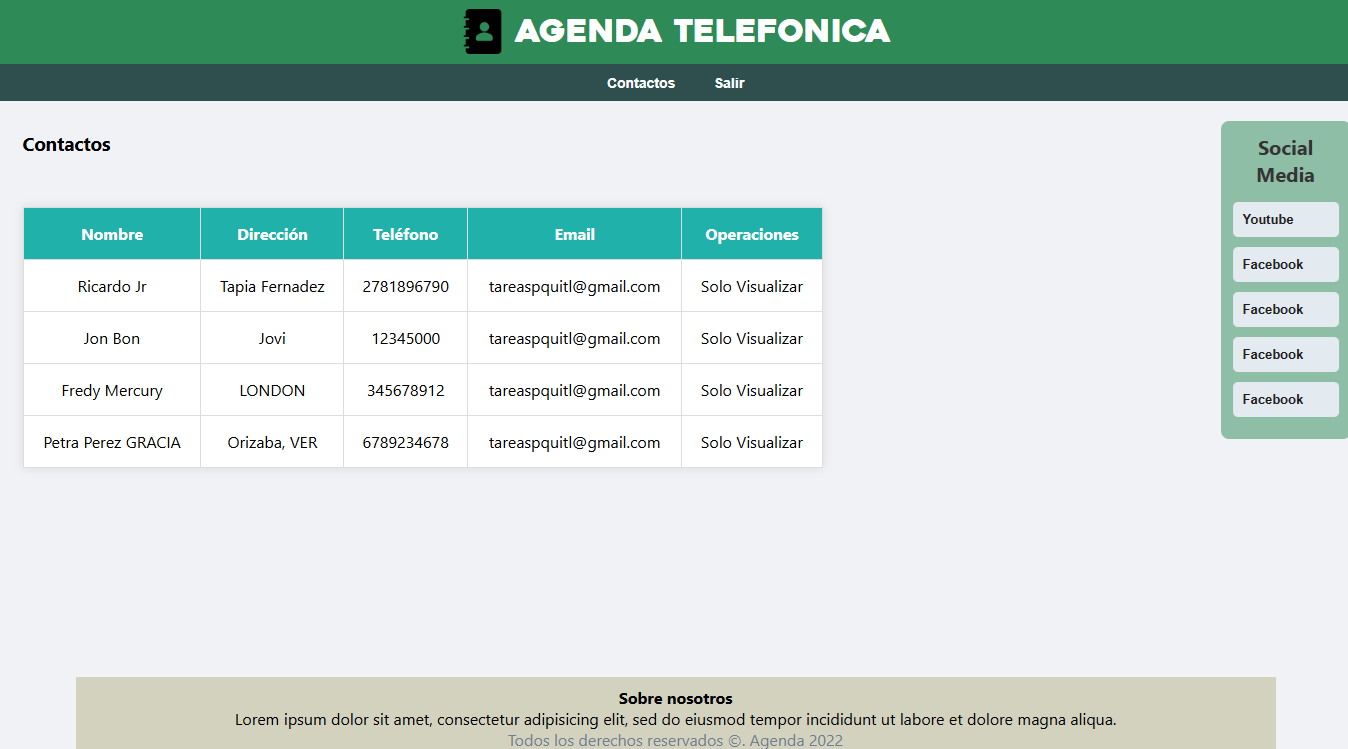 AGENDA TELEFONICA
Contactos Salir
Contactos
Nombre Dirección Teléfono Email Operaciones
Ricardo Jr Tapia Fernadez 2781896790 tareaspquitl@gmail.com Solo Visualizar
Jon Bon Jovi 12345000 tareaspquitl@gmail.com Solo Visualizar
Fredy Mercury LONDON 345678912 tareaspquitl@gmail.com Solo Visualizar
Petra Perez GRACIA Orizaba, VER 6789234678 tareaspquitl@gmail.com Solo Visualizar
Social
Media
Youtube
Facebook
Facebook
Facebook
Facebook
Sobre nosotros
Lorem ipsum dolor sit amet, consectetur adipisicing elit, sed do eiusmod tempor incididunt ut labore et dolore magna aliqua.
Todos los derechos reservados ©. Agenda 2022